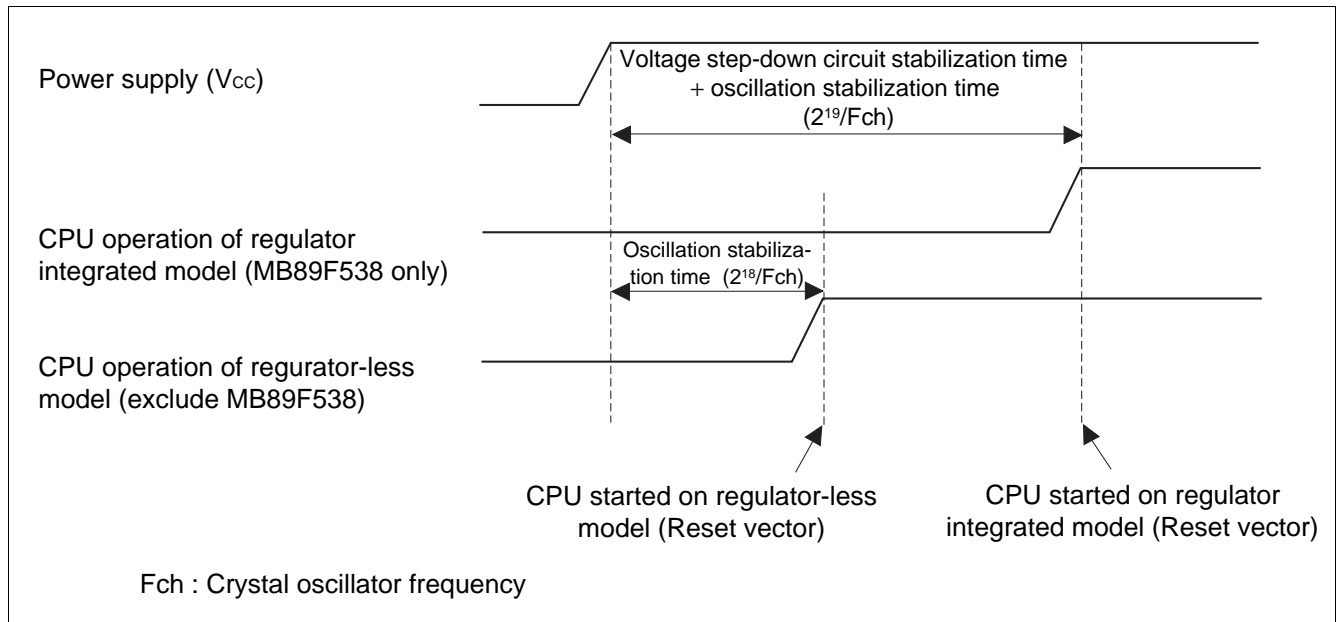 Power supply (Vcc)
Voltage step-down circuit stabilization time
+ oscillation stabilization time
(2¹⁹/Fch)
CPU operation of regulator
integrated model (MB89F538 only)
Oscillation stabiliza-
tion time (2¹⁸/Fch)
CPU operation of regurator-less
model (exclude MB89F538)
CPU started on regulator-less
model (Reset vector)
CPU started on regulator
integrated model (Reset vector)
Fch : Crystal oscillator frequency